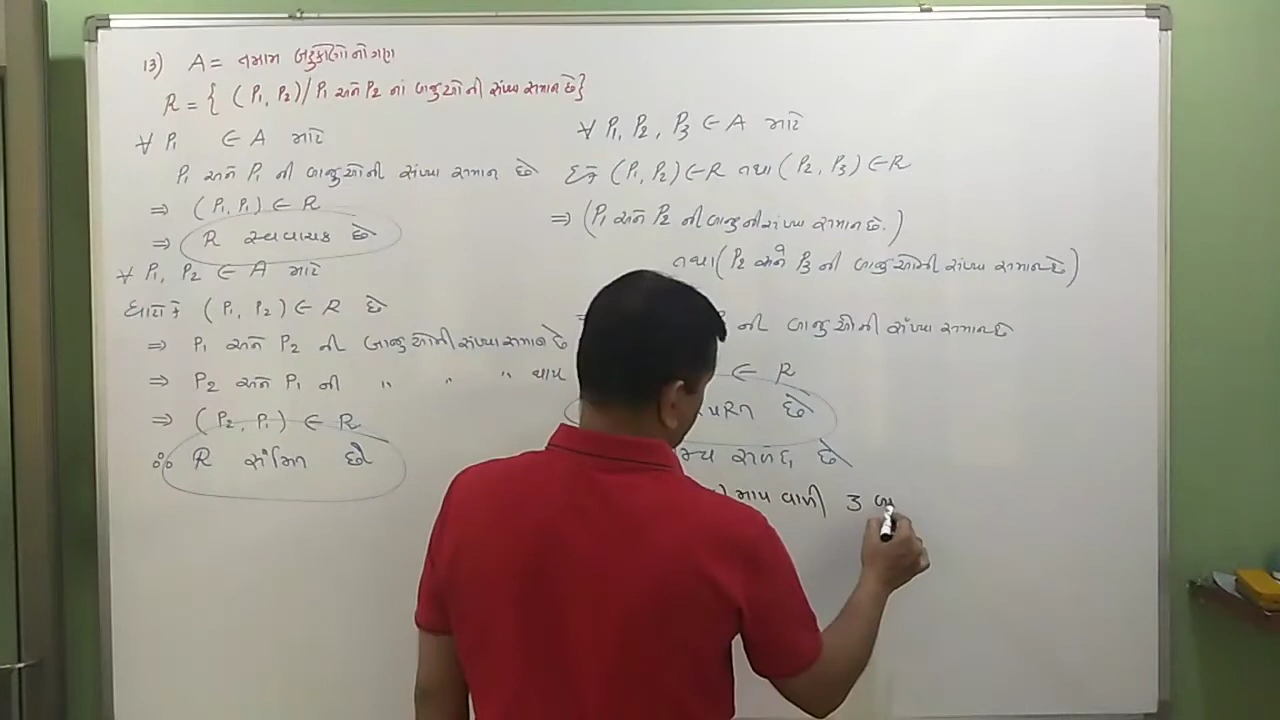 13) A = તમામ બહુકોણોનો ગણ
R = { (P₁, P₂) / P₁ અને P₂ નાં બાજુઓની સંખ્યા સમાન છે}
∀ P₁ ∈ A માટે
P₁ અને P₁ ની બાજુઓની સંખ્યા સમાન છે
⇒ (P₁, P₁) ∈ R
⇒ R સ્વવાચક છે
∀ P₁, P₂ ∈ A માટે
ધારોકે (P₁, P₂) ∈ R છે
⇒ P₁ અને P₂ ની બાજુઓની સંખ્યા સમાન છે
⇒ P₂ અને P₁ ની " " " થાય
⇒ (P₂, P₁) ∈ R
∴ R સંમિત છે
∀ P₁, P₂, P₃ ∈ A માટે
(P₁, P₂) ∈ R તથા (P₂, P₃) ∈ R
⇒ (P₁ અને P₂ ની બાજુની સંખ્યા સમાન છે.)
તથા (P₂ અને P₃ ની બાજુઓની સંખ્યા સમાન છે)
ની બાજુઓની સંખ્યા સમાન છે
∈ R
છે
છે
માપ વાળી 3